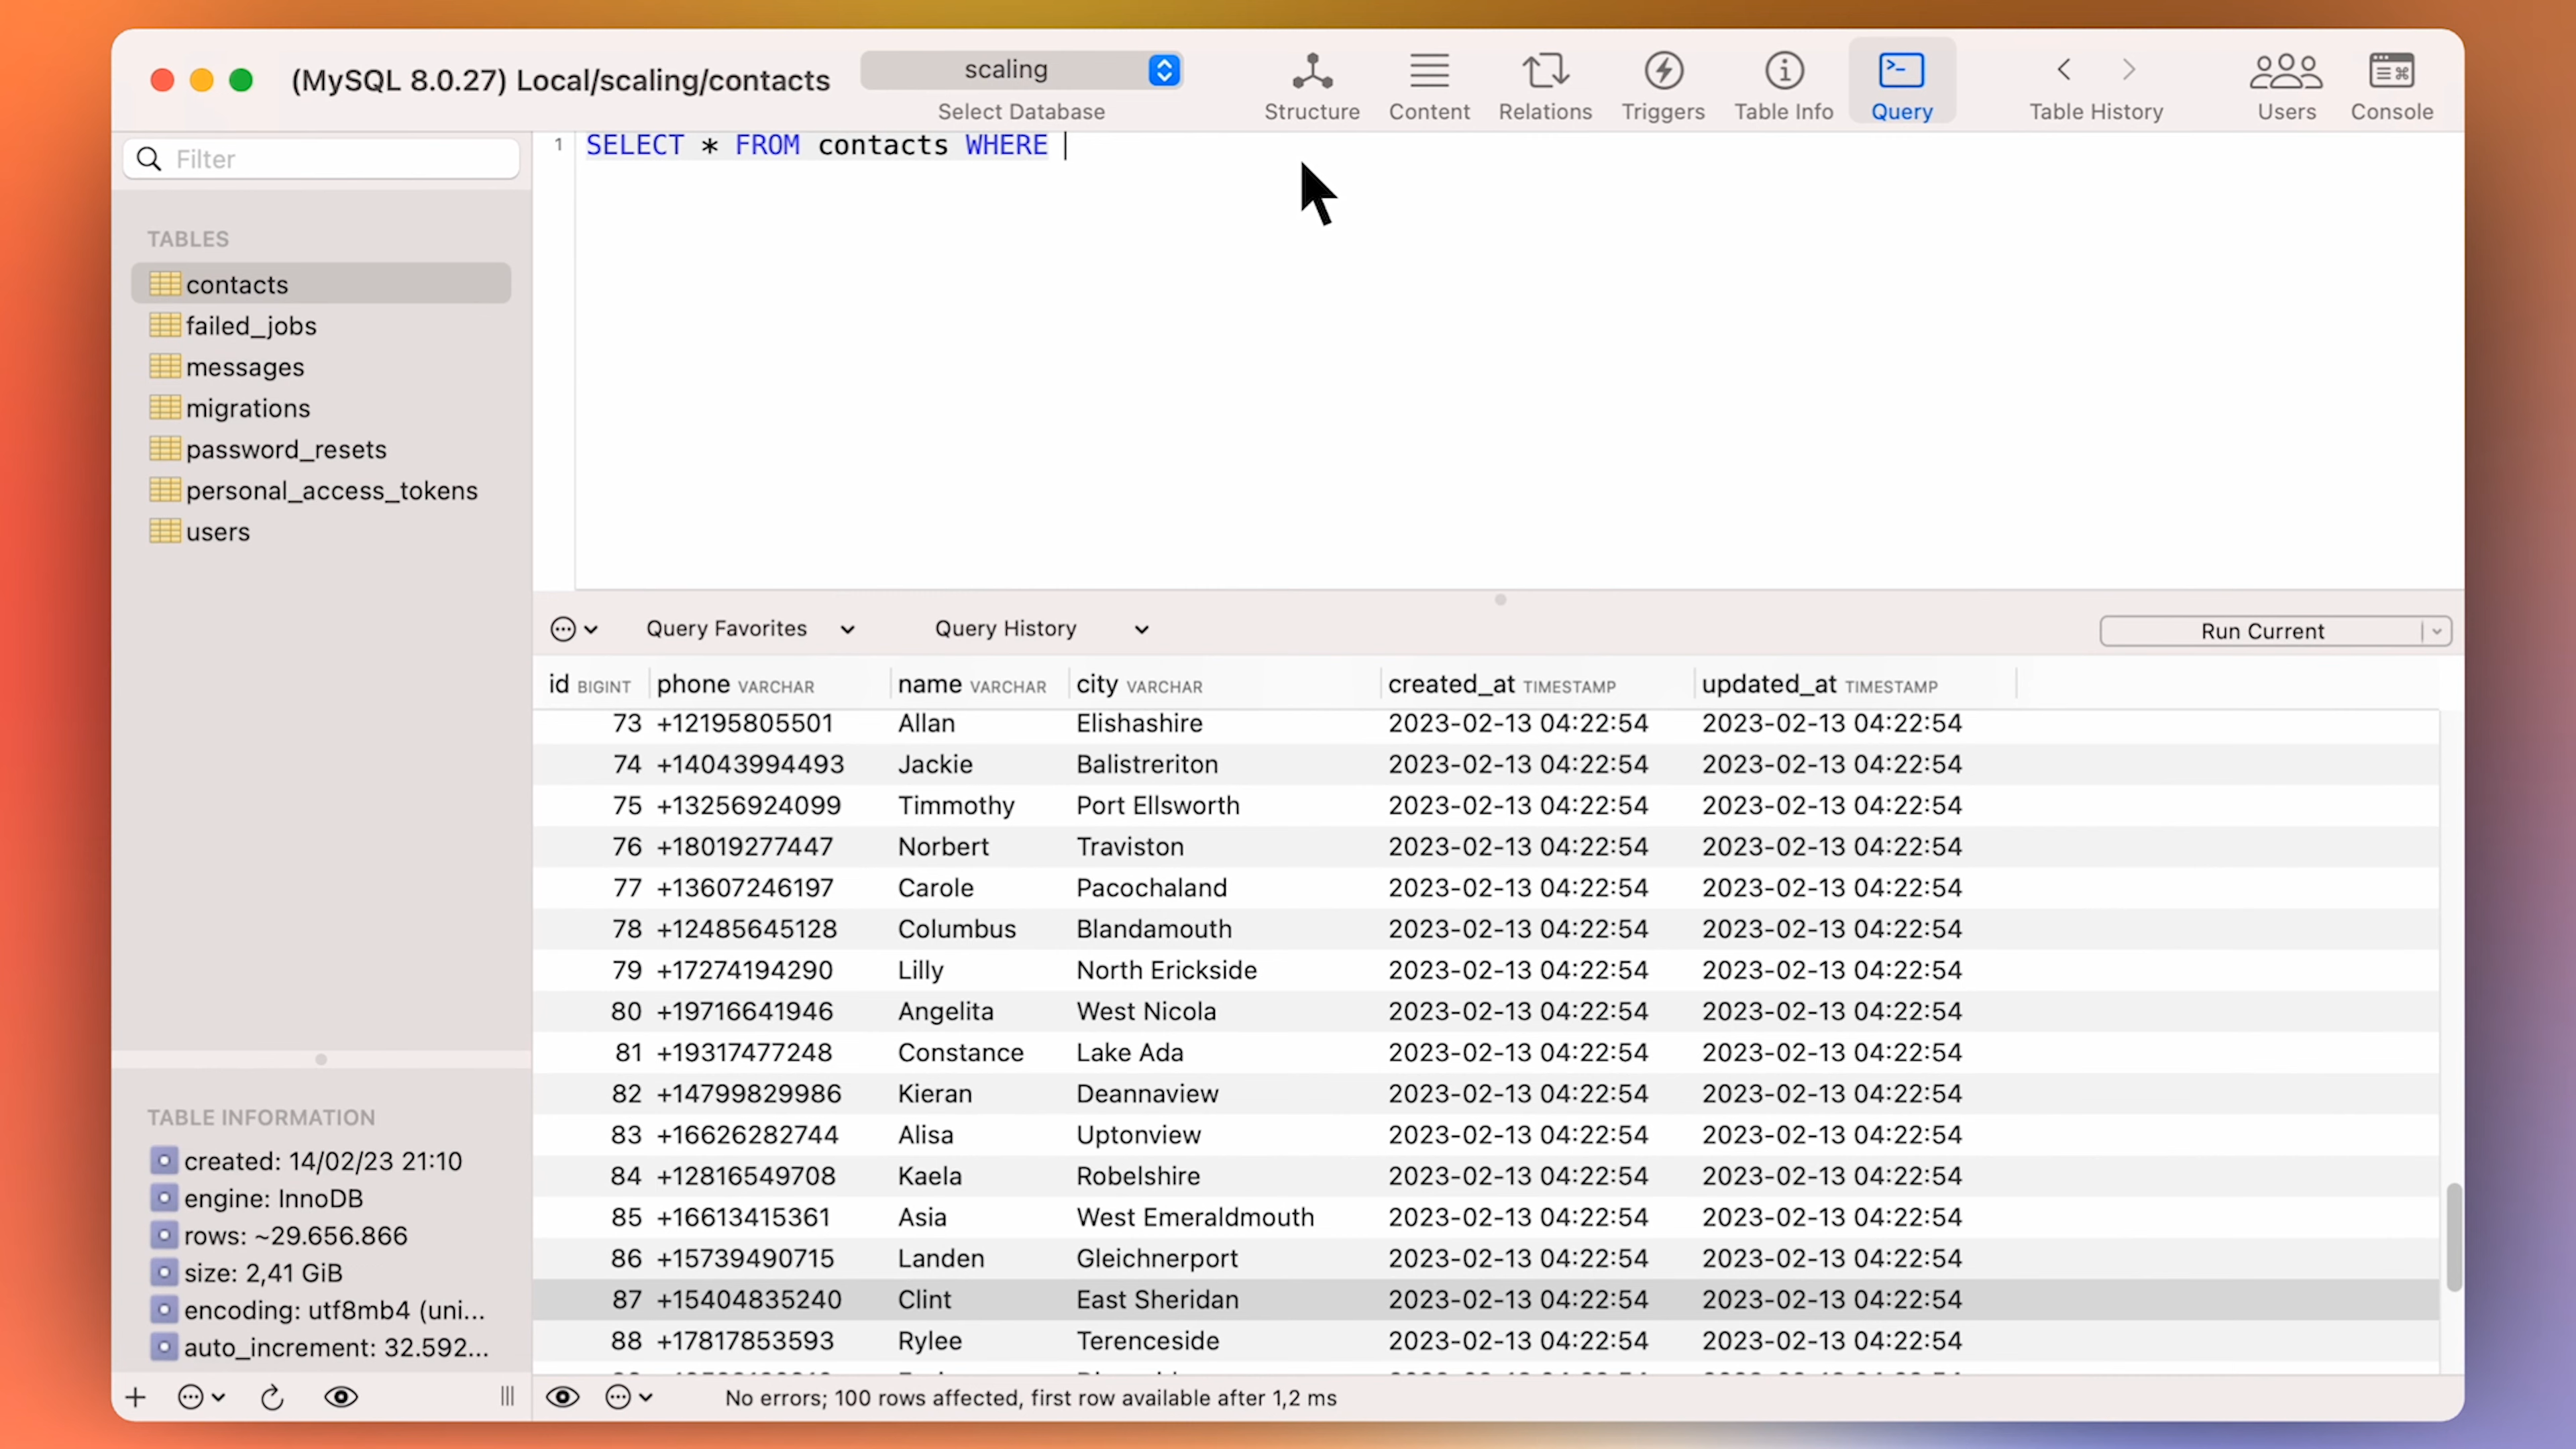 (MySQL 8.0.27) Local/scaling/contacts
scaling
Select Database
Structure
Content
Relations
Triggers
Table Info
Query
Table History
Users
Console
Filter
TABLES
contacts
failed_jobs
messages
migrations
password_resets
personal_access_tokens
users
TABLE INFORMATION
created: 14/02/23 21:10
engine: InnoDB
rows: ~29.656.866
size: 2,41 GiB
encoding: utf8mb4 (uni...
auto_increment: 32.592...
1 SELECT * FROM contacts WHERE
Query Favorites
Query History
Run Current
id BIGINT phone VARCHAR name VARCHAR city VARCHAR created_at TIMESTAMP updated_at TIMESTAMP
73 +12195805501 Allan Elishashire 2023-02-13 04:22:54 2023-02-13 04:22:54
74 +14043994493 Jackie Balistreriton 2023-02-13 04:22:54 2023-02-13 04:22:54
75 +13256924099 Timmothy Port Ellsworth 2023-02-13 04:22:54 2023-02-13 04:22:54
76 +18019277447 Norbert Traviston 2023-02-13 04:22:54 2023-02-13 04:22:54
77 +13607246197 Carole Pacochaland 2023-02-13 04:22:54 2023-02-13 04:22:54
78 +12485645128 Columbus Blandamouth 2023-02-13 04:22:54 2023-02-13 04:22:54
79 +17274194290 Lilly North Erickside 2023-02-13 04:22:54 2023-02-13 04:22:54
80 +19716641946 Angelita West Nicola 2023-02-13 04:22:54 2023-02-13 04:22:54
81 +19317477248 Constance Lake Ada 2023-02-13 04:22:54 2023-02-13 04:22:54
82 +14799829986 Kieran Deannaview 2023-02-13 04:22:54 2023-02-13 04:22:54
83 +16626282744 Alisa Uptonview 2023-02-13 04:22:54 2023-02-13 04:22:54
84 +12816549708 Kaela Robelshire 2023-02-13 04:22:54 2023-02-13 04:22:54
85 +16613415361 Asia West Emeraldmouth 2023-02-13 04:22:54 2023-02-13 04:22:54
86 +15739490715 Landen Gleichnerport 2023-02-13 04:22:54 2023-02-13 04:22:54
87 +15404835240 Clint East Sheridan 2023-02-13 04:22:54 2023-02-13 04:22:54
88 +17817853593 Rylee Terenceside 2023-02-13 04:22:54 2023-02-13 04:22:54
No errors; 100 rows affected, first row available after 1,2 ms